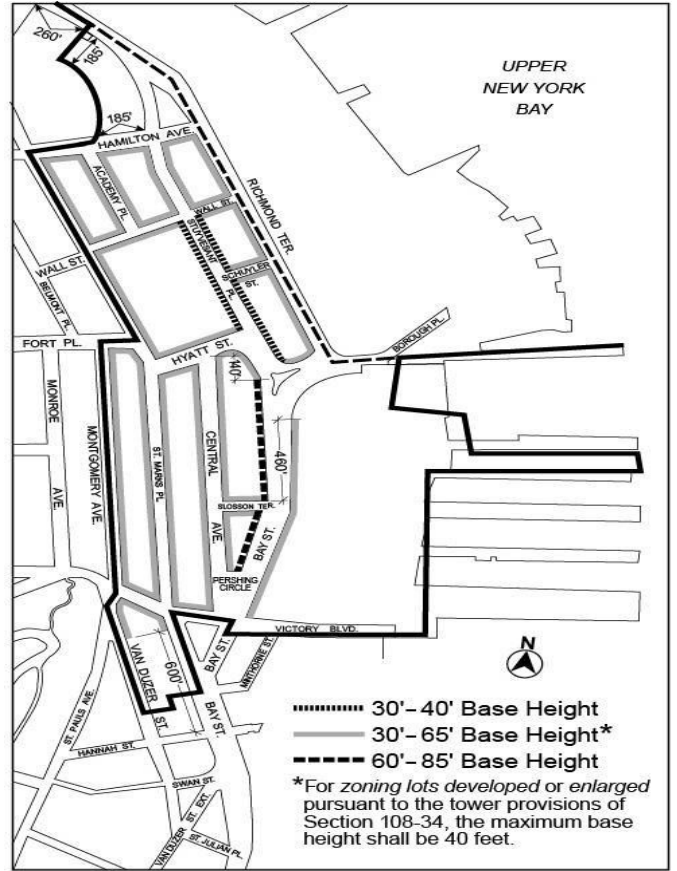 260'
185'
185'
UPPER
NEW YORK
BAY
HAMILTON AVE.
ACADEMY PL.
WALL ST.
RICHMOND TER.
STUYVESANT PL.
SCHUYLER
ST.
WALL ST.
BELMONT PL.
FORT PL.
HYATT ST.
BOROUGH PL.
140'
MONROE
AVE.
MONTGOMERY AVE.
ST. MARKS PL
CENTRAL
AVE.
460'
SLOSSON TER.
BAY ST.
PERSHING
CIRCLE
VICTORY BLVD.
VAN DUZER
ST.
600'
BAY ST.
MINTHORNE ST.
BAY ST.
ST. PAULS AVE.
HANNAH ST.
SWAN ST.
VAN DUZER ST. EXT.
ST. JULIAN PL.
N
30'–40' Base Height
30'–65' Base Height*
60'–85' Base Height
*For zoning lots developed or enlarged
pursuant to the tower provisions of
Section 108-34, the maximum base
height shall be 40 feet.